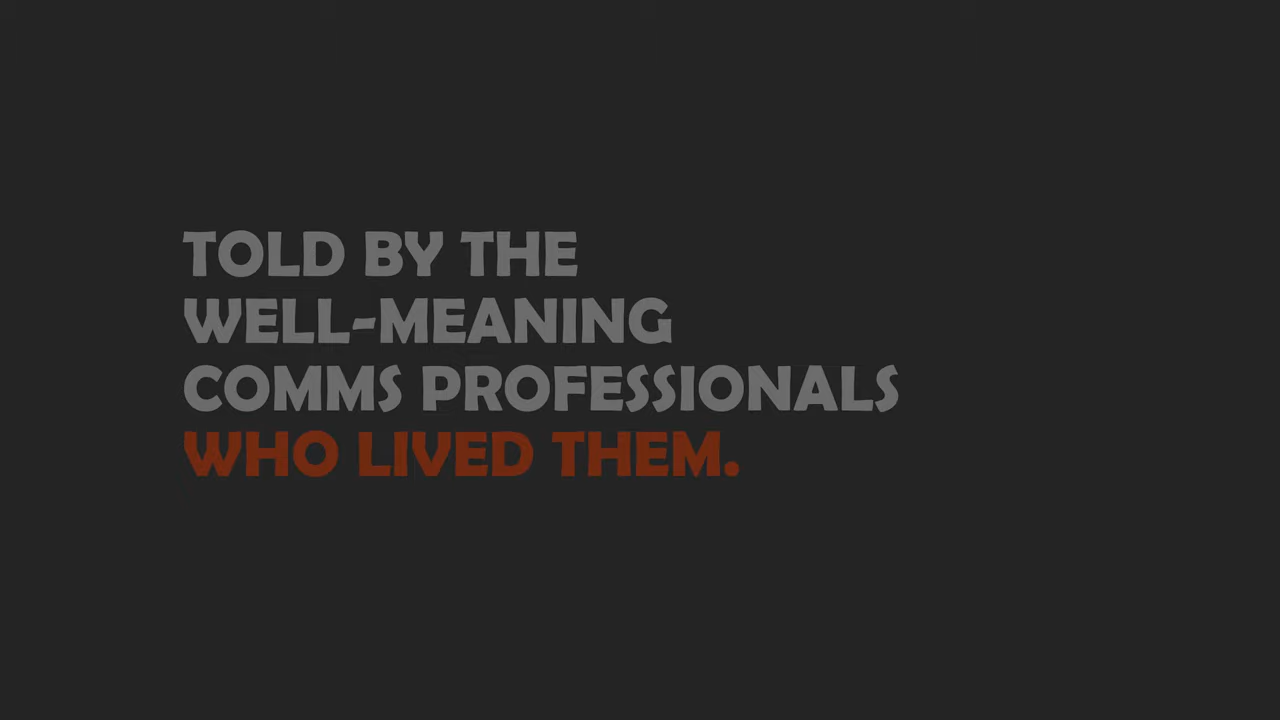 TOLD BY THE
WELL-MEANING
COMMS PROFESSIONALS
WHO LIVED THEM.